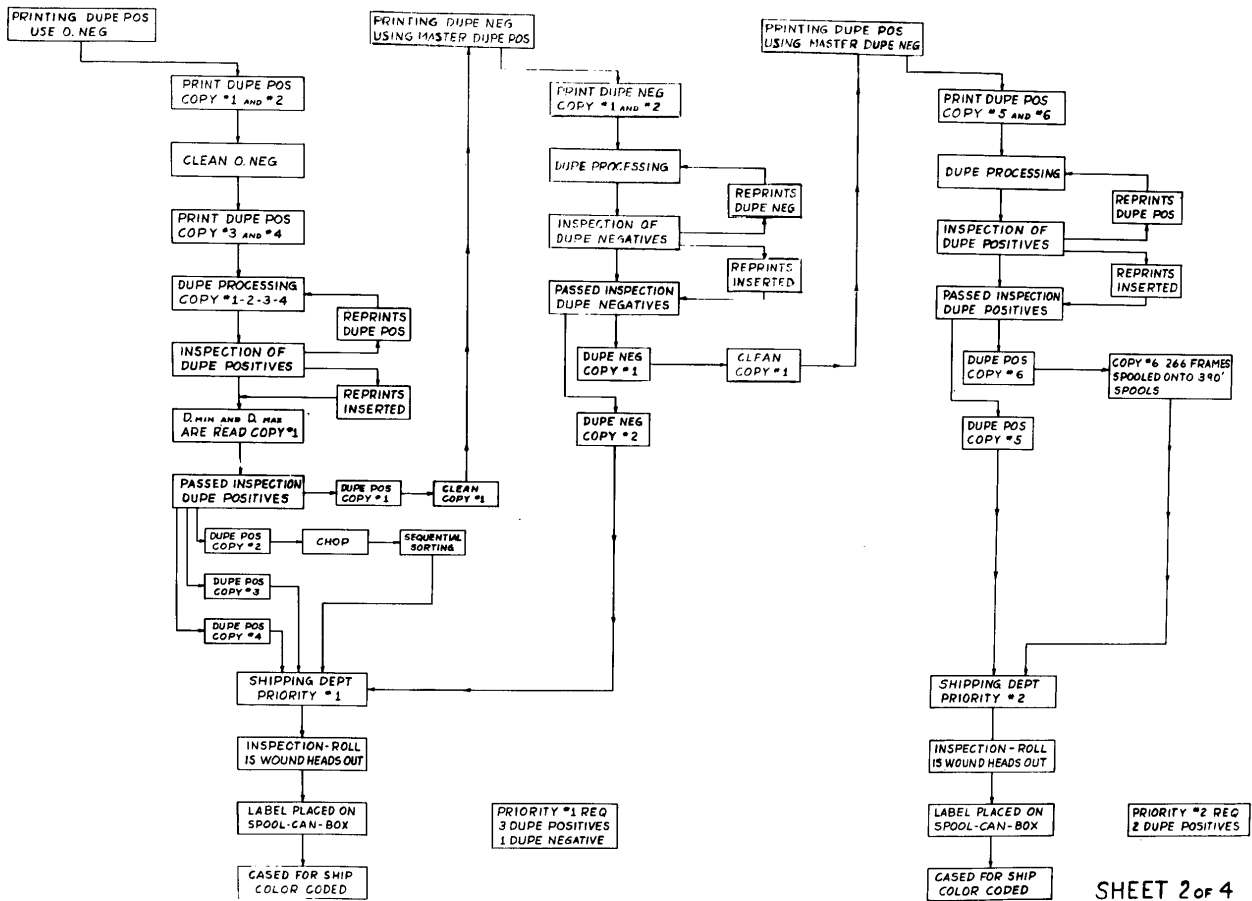 PRINTING DUPE POS
USE O. NEG
PRINT DUPE POS
COPY #1 AND #2
CLEAN O. NEG
PRINT DUPE POS
COPY #3 AND #4
DUPE PROCESSING
COPY #1-2-3-4
REPRINTS
DUPE POS
INSPECTION OF
DUPE POSITIVES
REPRINTS
INSERTED
D. MIN AND D. MAX
ARE READ COPY #1
PASSED INSPECTION
DUPE POSITIVES
DUPE POS
COPY #1
CLEAN
COPY #1
DUPE POS
COPY #2
CHOP
SEQUENTIAL
SORTING
DUPE POS
COPY #3
DUPE POS
COPY #4
SHIPPING DEPT
PRIORITY #1
INSPECTION-ROLL
IS WOUND HEADS OUT
LABEL PLACED ON
SPOOL-CAN-BOX
CASED FOR SHIP
COLOR CODED
PRINTING DUPE NEG
USING MASTER DUPE POS
PRINT DUPE NEG
COPY #1 AND #2
DUPE PROCESSING
REPRINTS
DUPE NEG
INSPECTION OF
DUPE NEGATIVES
REPRINTS
INSERTED
PASSED INSPECTION
DUPE NEGATIVES
DUPE NEG
COPY #1
CLEAN
COPY #1
DUPE NEG
COPY #2
PRIORITY #1 REQ
3 DUPE POSITIVES
1 DUPE NEGATIVE
PRINTING DUPE POS
USING MASTER DUPE NEG
PRINT DUPE POS
COPY #5 AND #6
DUPE PROCESSING
REPRINTS
DUPE POS
INSPECTION OF
DUPE POSITIVES
REPRINTS
INSERTED
PASSED INSPECTION
DUPE POSITIVES
DUPE POS
COPY #6
COPY #6 266 FRAMES
SPOOLED ONTO 390'
SPOOLS
DUPE POS
COPY #5
SHIPPING DEPT
PRIORITY #2
INSPECTION-ROLL
IS WOUND HEADS OUT
LABEL PLACED ON
SPOOL-CAN-BOX
CASED FOR SHIP
COLOR CODED
PRIORITY #2 REQ
2 DUPE POSITIVES
SHEET 2 OF 4